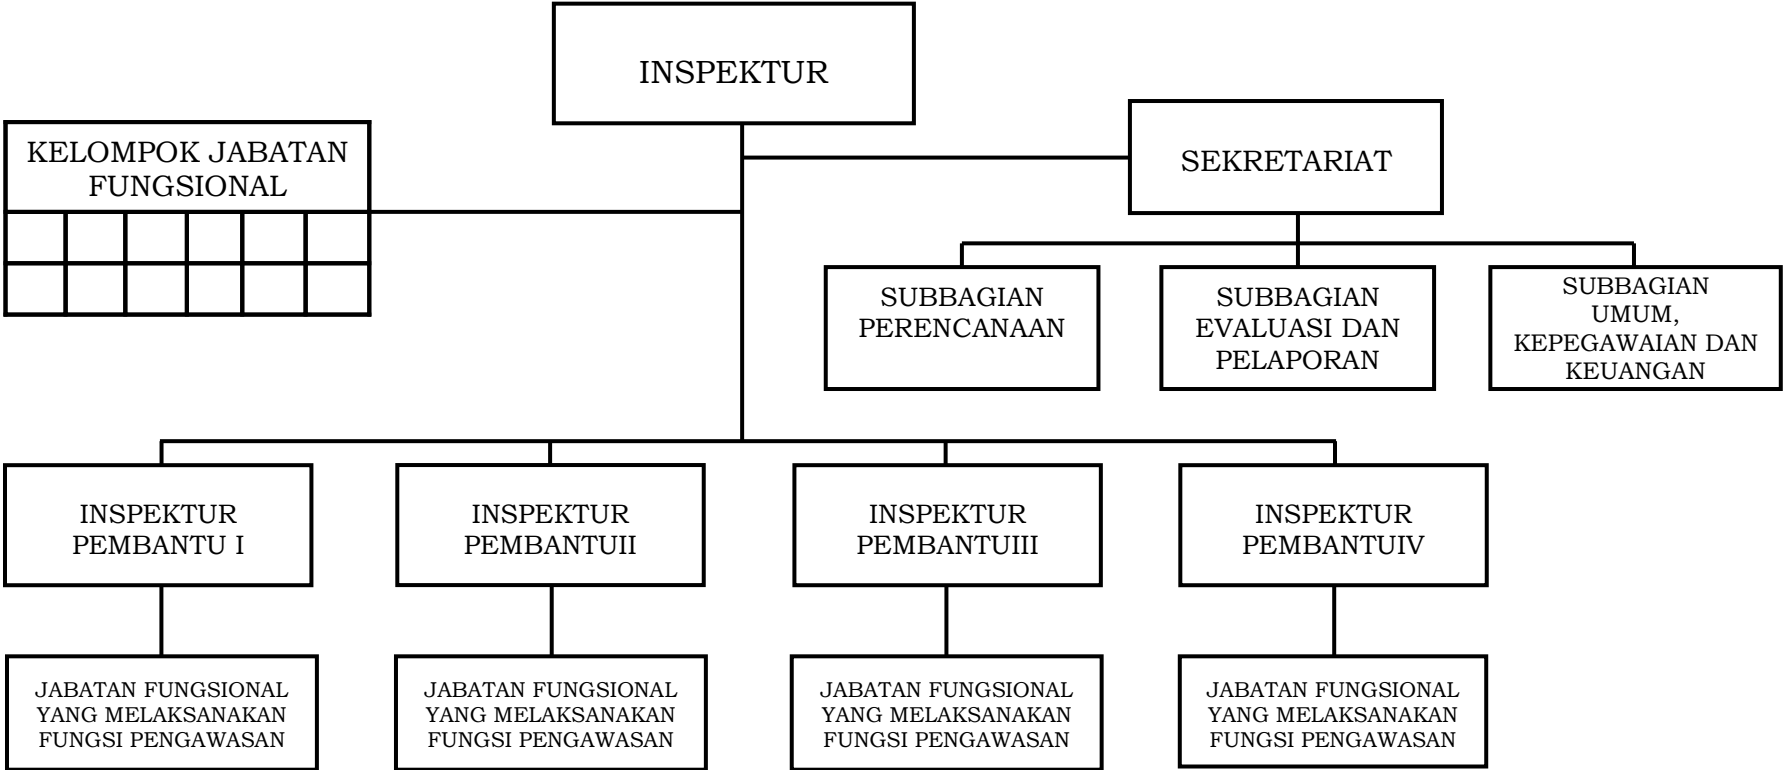 INSPEKTUR
SEKRETARIAT
KELOMPOK JABATAN
FUNGSIONAL
SUBBAGIAN
PERENCANAAN
SUBBAGIAN
EVALUASI DAN
PELAPORAN
SUBBAGIAN
UMUM,
KEPEGAWAIAN DAN
KEUANGAN
INSPEKTUR
PEMBANTU I
INSPEKTUR
PEMBANTUII
INSPEKTUR
PEMBANTUIII
INSPEKTUR
PEMBANTUIV
JABATAN FUNGSIONAL
YANG MELAKSANAKAN
FUNGSI PENGAWASAN
JABATAN FUNGSIONAL
YANG MELAKSANAKAN
FUNGSI PENGAWASAN
JABATAN FUNGSIONAL
YANG MELAKSANAKAN
FUNGSI PENGAWASAN
JABATAN FUNGSIONAL
YANG MELAKSANAKAN
FUNGSI PENGAWASAN